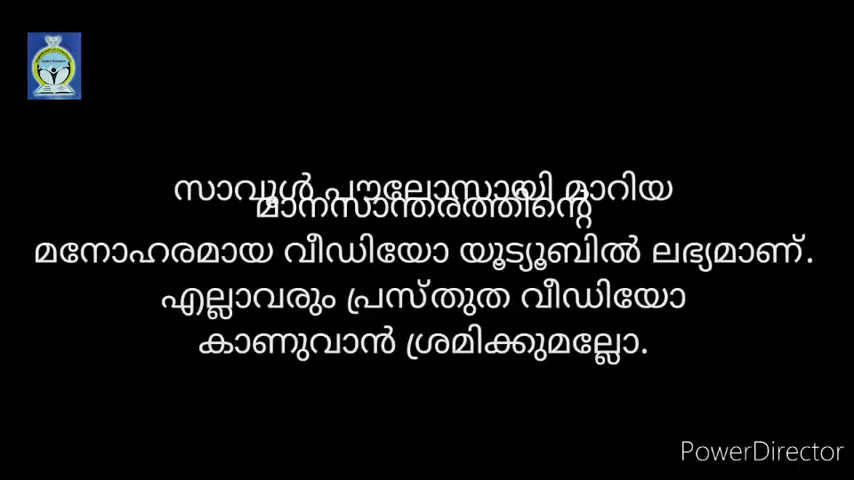 സാവൂൾ പൗലോസായി മാറിയ
മാനസാന്തരത്തിന്റെ
മനോഹരമായ വീഡിയോ യൂട്യൂബിൽ ലഭ്യമാണ്.
എല്ലാവരും പ്രസ്തുത വീഡിയോ
കാണുവാൻ ശ്രമിക്കുമല്ലോ.
PowerDirector